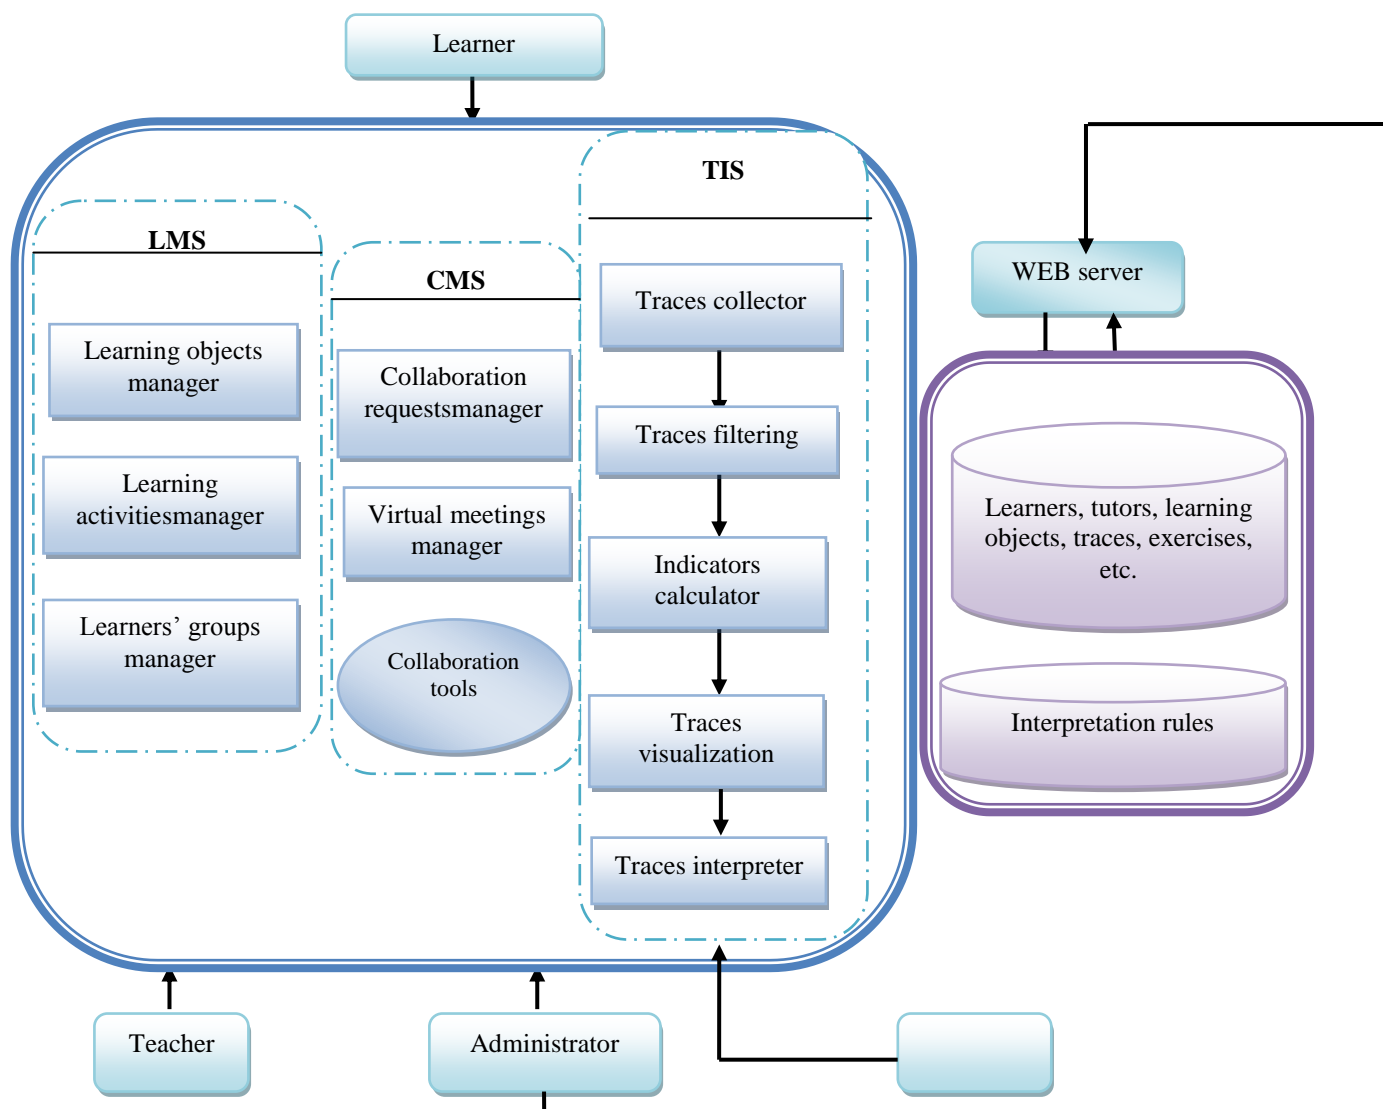 Learner
TIS
LMS
CMS
WEB server
Traces collector
Learning objects
manager
Collaboration
requestsmanager
Traces filtering
Learning
activitiesmanager
Virtual meetings
manager
Indicators
calculator
Learners, tutors, learning
objects, traces, exercises,
etc.
Learners’ groups
manager
Collaboration
tools
Traces
visualization
Interpretation rules
Traces interpreter
Teacher
Administrator